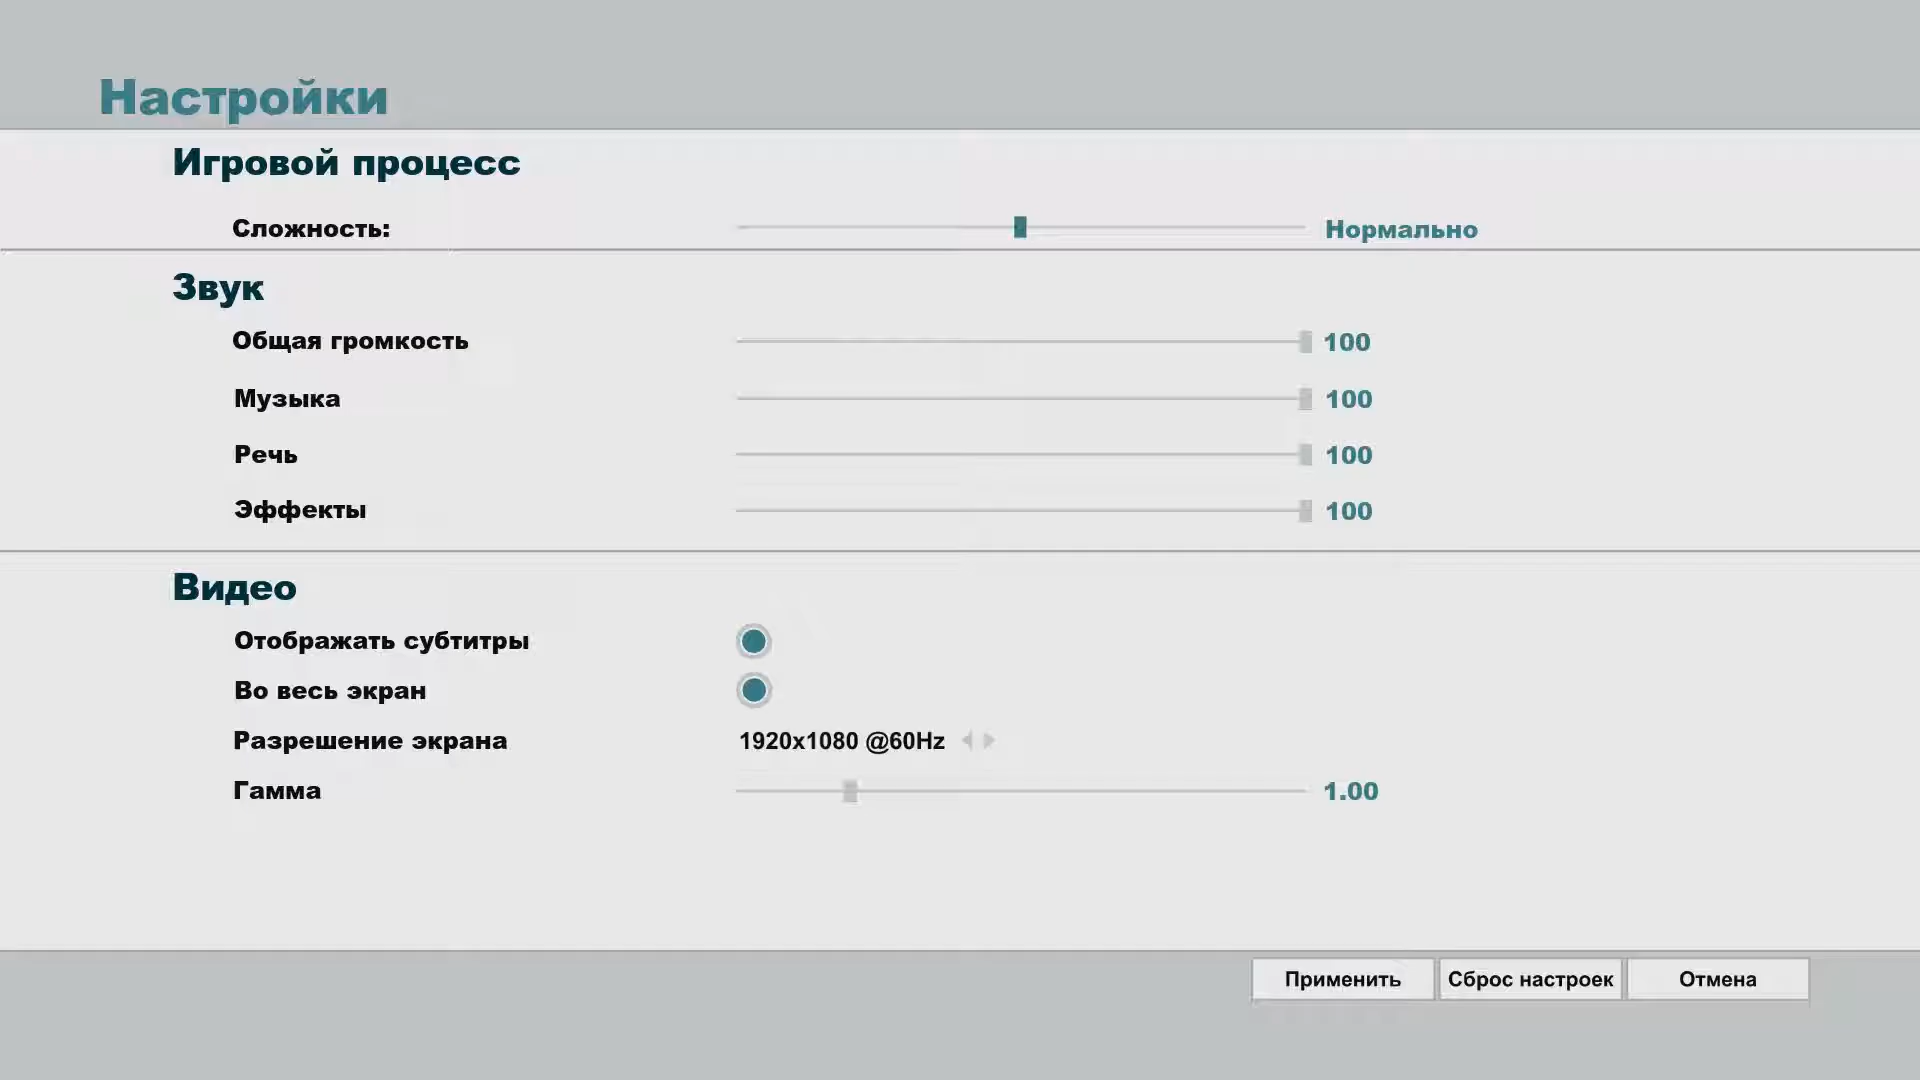 Настройки
Игровой процесс
Сложность: Нормально
Звук
Общая громкость 100
Музыка 100
Речь 100
Эффекты 100
Видео
Отображать субтитры
Во весь экран
Разрешение экрана 1920x1080 @60Hz
Гамма 1.00
Применить Сброс настроек Отмена